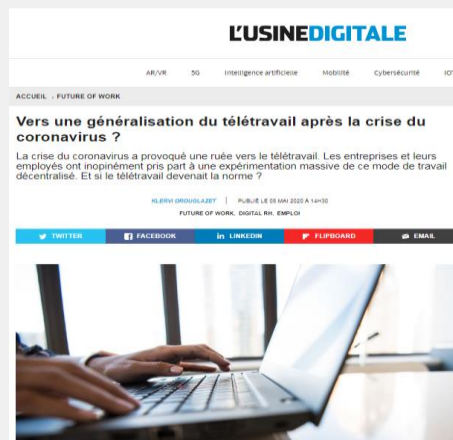 L'USINEDIGITALE
AR/VR 5G Intelligence artificielle Mobilité Cybersécurité IOT
ACCUEIL > FUTURE OF WORK
Vers une généralisation du télétravail après la crise du
coronavirus ?
La crise du coronavirus a provoqué une ruée vers le télétravail. Les entreprises et leurs
employés ont inopinément pris part à une expérimentation massive de ce mode de travail
décentralisé. Et si le télétravail devenait la norme ?
KLERVI DROUGLAZET | PUBLIÉ LE 05 MAI 2020 À 14H30
FUTURE OF WORK, DIGITAL RH, EMPLOI
TWITTER FACEBOOK LINKEDIN FLIPBOARD EMAIL